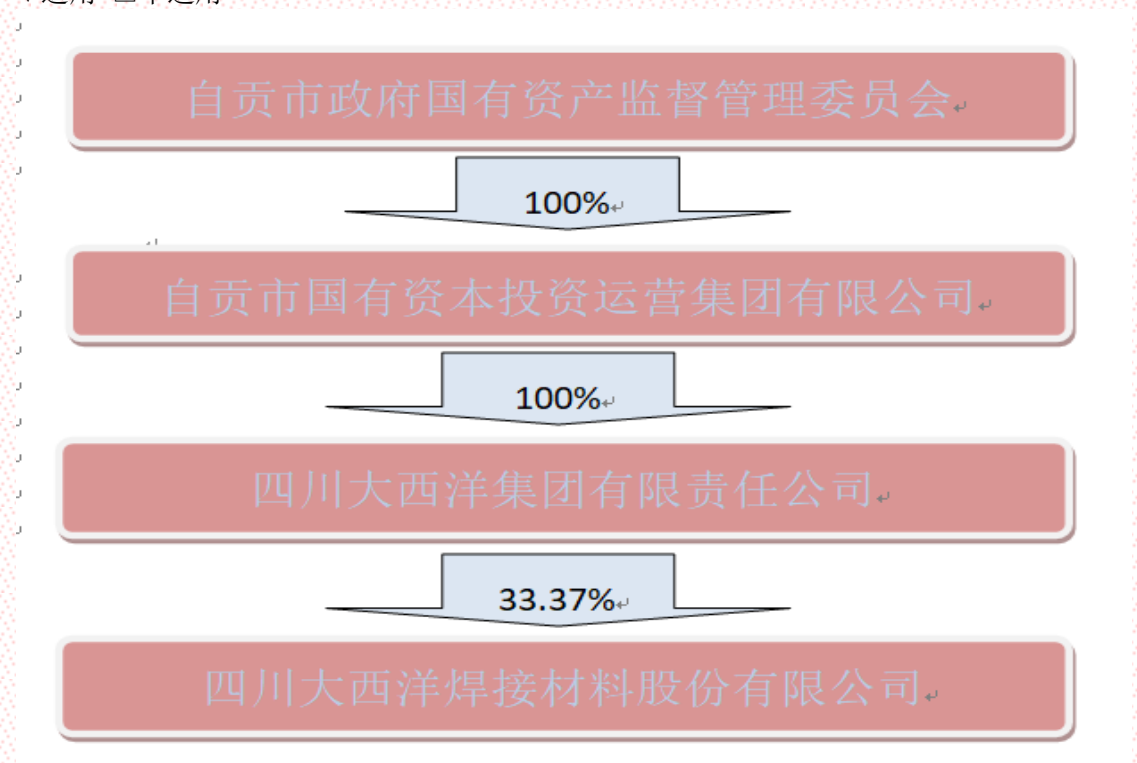 自贡市政府国有资产监督管理委员会
100%
自贡市国有资本投资运营集团有限公司
100%
四川大西洋集团有限责任公司
33.37%
四川大西洋焊接材料股份有限公司